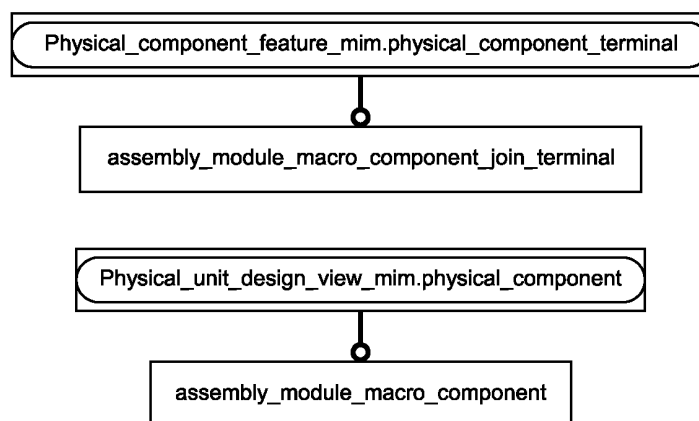 Physical_component_feature_mim.physical_component_terminal
assembly_module_macro_component_join_terminal
Physical_unit_design_view_mim.physical_component
assembly_module_macro_component